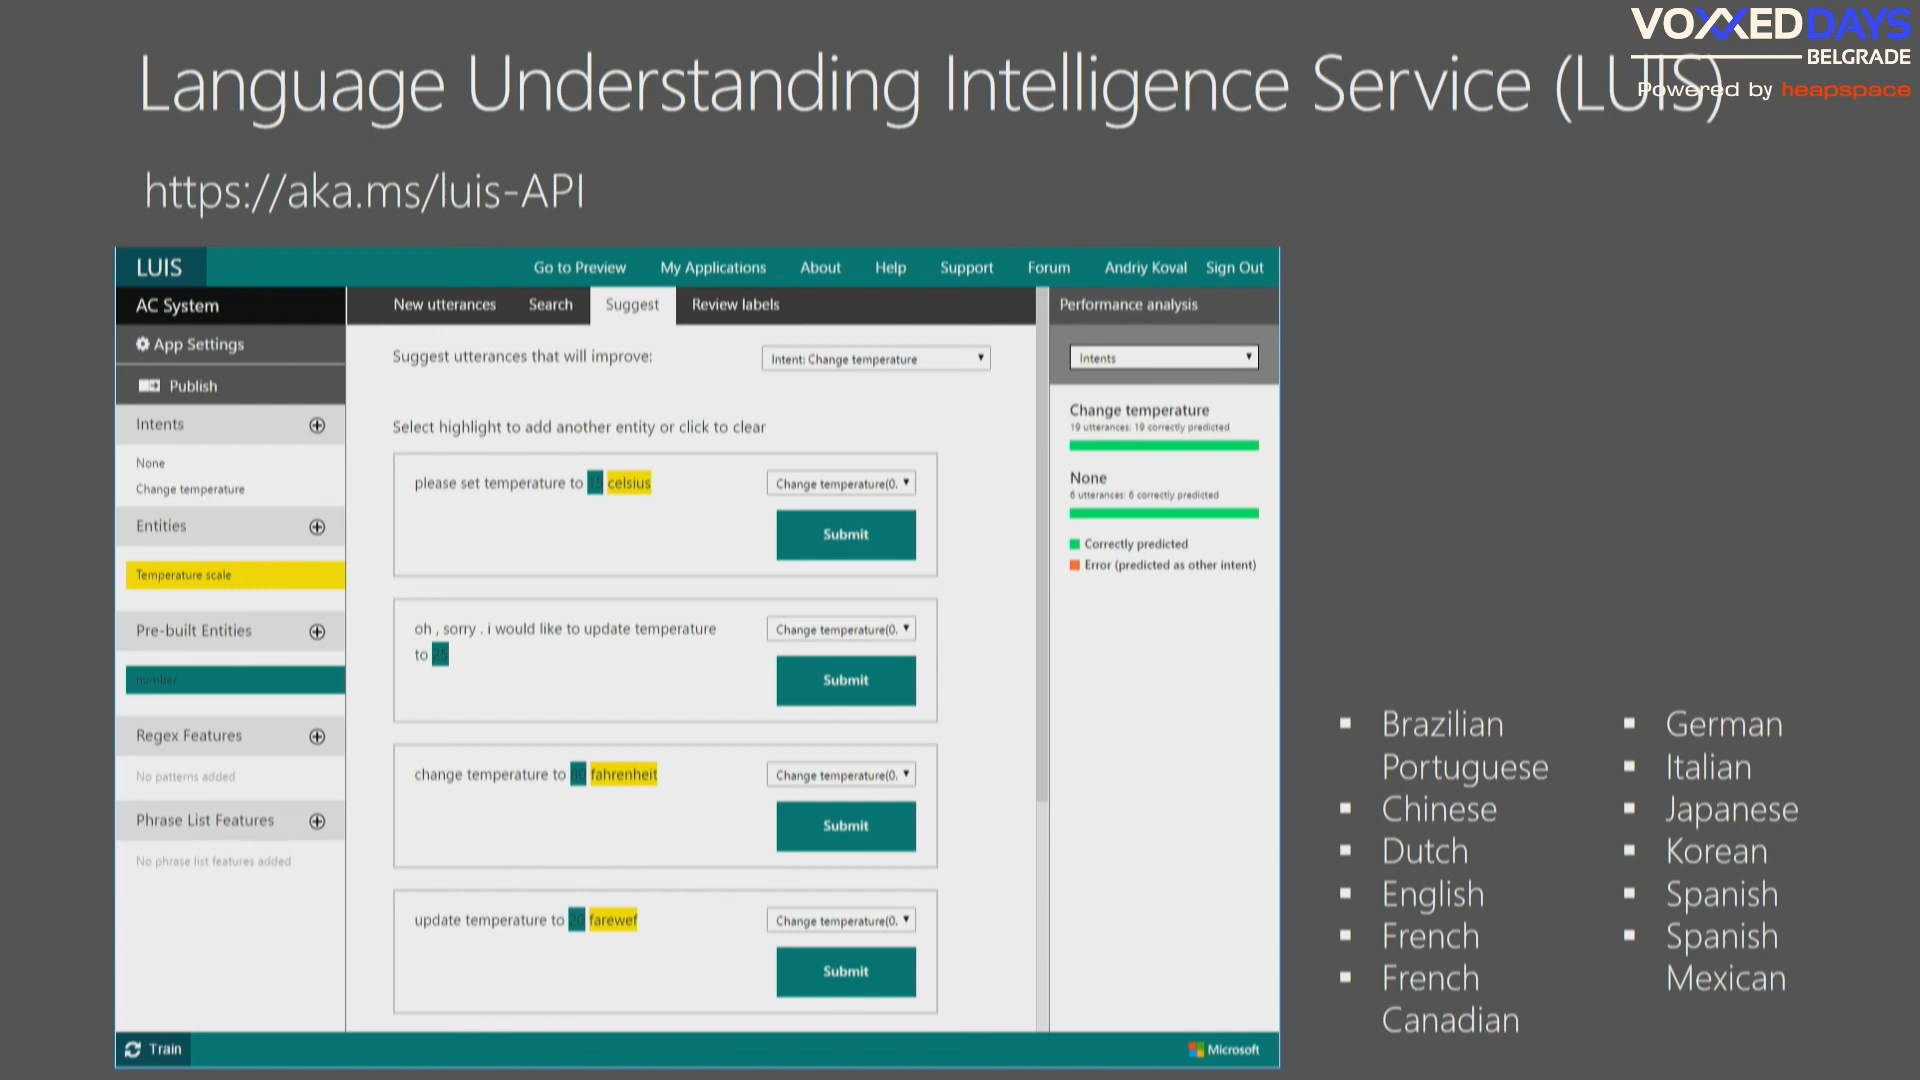 VOXXED DAYS
BELGRADE
Powered by heapspace
Language Understanding Intelligence Service (LUIS)
https://aka.ms/luis-API
LUIS
Go to Preview
My Applications
About
Help
Support
Forum
Andriy Koval
Sign Out
AC System
App Settings
Publish
Intents
None
Change temperature
Entities
Temperature scale
Pre-built Entities
number
Regex Features
No patterns added
Phrase List Features
No phrase list features added
Train
New utterances
Search
Suggest
Review labels
Suggest utterances that will improve:
Intent: Change temperature
Select highlight to add another entity or click to clear
please set temperature to 15 celsius
Change temperature(0.
Submit
oh , sorry . i would like to update temperature
to 25
Change temperature(0.
Submit
change temperature to fahrenheit
Change temperature(0.
Submit
update temperature to farewef
Change temperature(0.
Submit
Performance analysis
Intents
Change temperature
19 utterances: 19 correctly predicted
None
6 utterances: 6 correctly predicted
Correctly predicted
Error (predicted as other intent)
Microsoft
Brazilian
Portuguese
Chinese
Dutch
English
French
French
Canadian
German
Italian
Japanese
Korean
Spanish
Spanish
Mexican